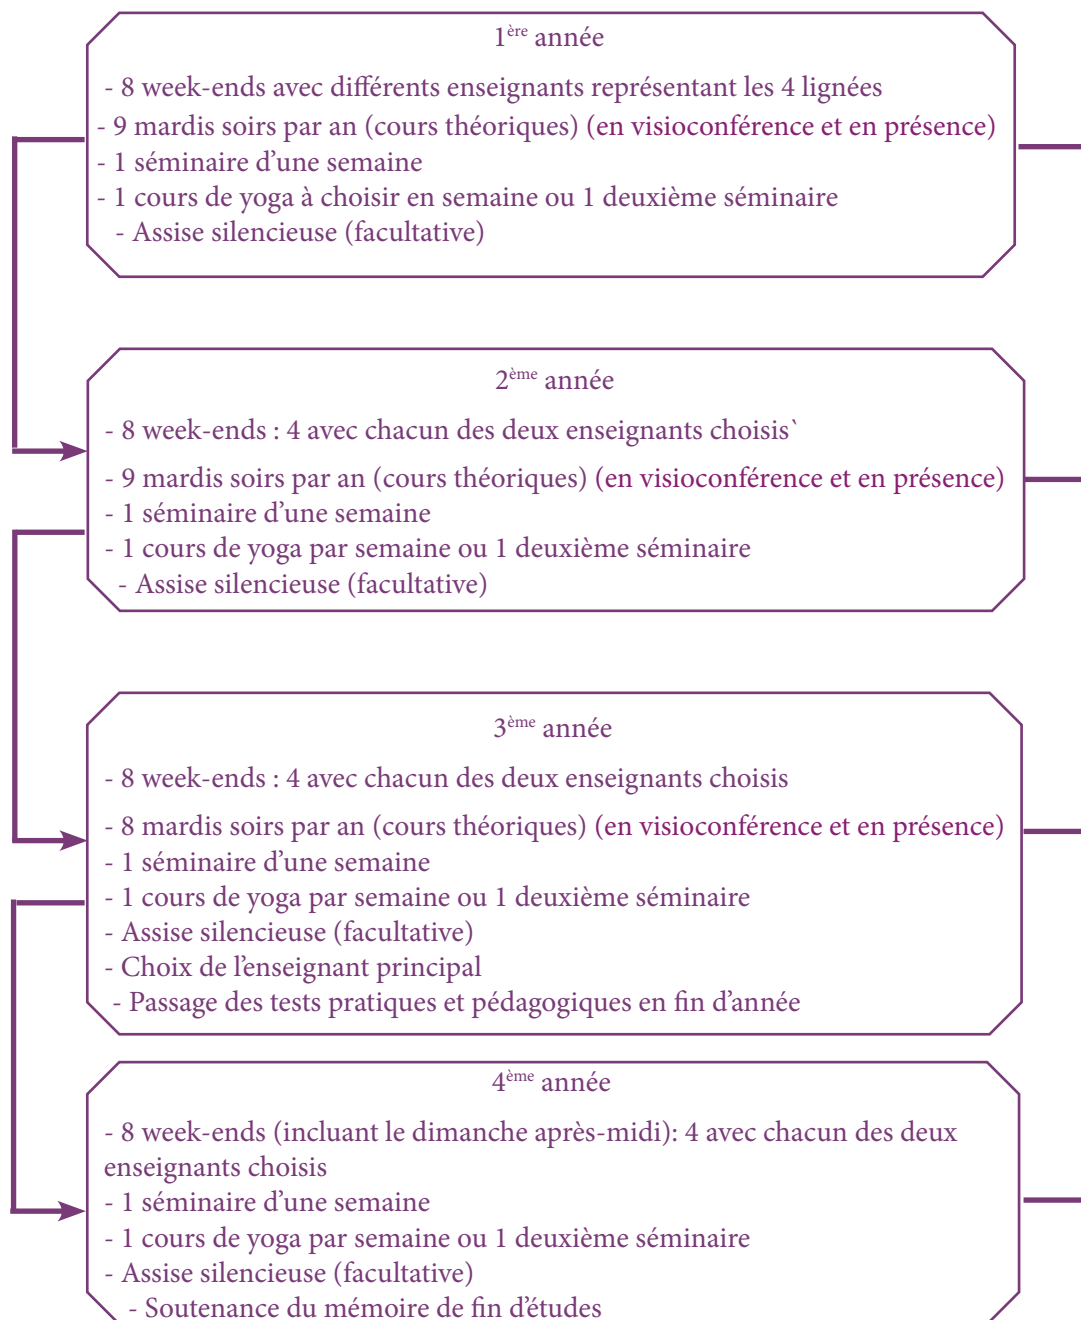 1ère année
- 8 week-ends avec différents enseignants représentant les 4 lignées
- 9 mardis soirs par an (cours théoriques) (en visioconférence et en présence)
- 1 séminaire d'une semaine
- 1 cours de yoga à choisir en semaine ou 1 deuxième séminaire
- Assise silencieuse (facultative)
2ème année
- 8 week-ends : 4 avec chacun des deux enseignants choisis`
- 9 mardis soirs par an (cours théoriques) (en visioconférence et en présence)
- 1 séminaire d'une semaine
- 1 cours de yoga par semaine ou 1 deuxième séminaire
- Assise silencieuse (facultative)
3ème année
- 8 week-ends : 4 avec chacun des deux enseignants choisis
- 8 mardis soirs par an (cours théoriques) (en visioconférence et en présence)
- 1 séminaire d'une semaine
- 1 cours de yoga par semaine ou 1 deuxième séminaire
- Assise silencieuse (facultative)
- Choix de l'enseignant principal
- Passage des tests pratiques et pédagogiques en fin d'année
4ème année
- 8 week-ends (incluant le dimanche après-midi): 4 avec chacun des deux
enseignants choisis
- 1 séminaire d'une semaine
- 1 cours de yoga par semaine ou 1 deuxième séminaire
- Assise silencieuse (facultative)
- Soutenance du mémoire de fin d'études